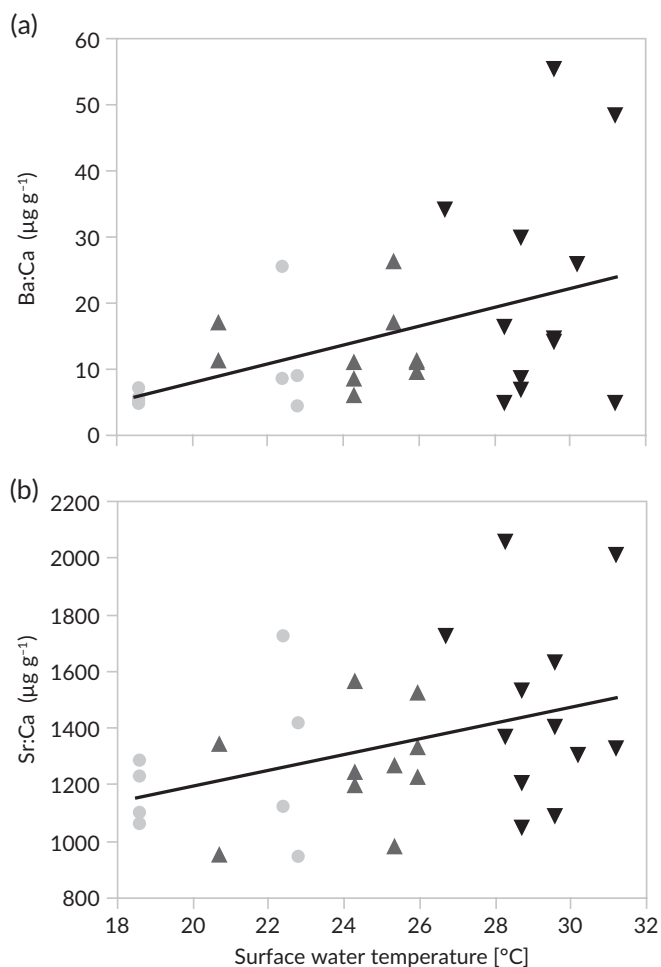 (a)
60
50
40
30
20
10
0
Ba:Ca (µg g⁻¹)
(b)
2200
2000
1800
1600
1400
1200
1000
800
Sr:Ca (µg g⁻¹)
18 20 22 24 26 28 30 32
Surface water temperature [°C]